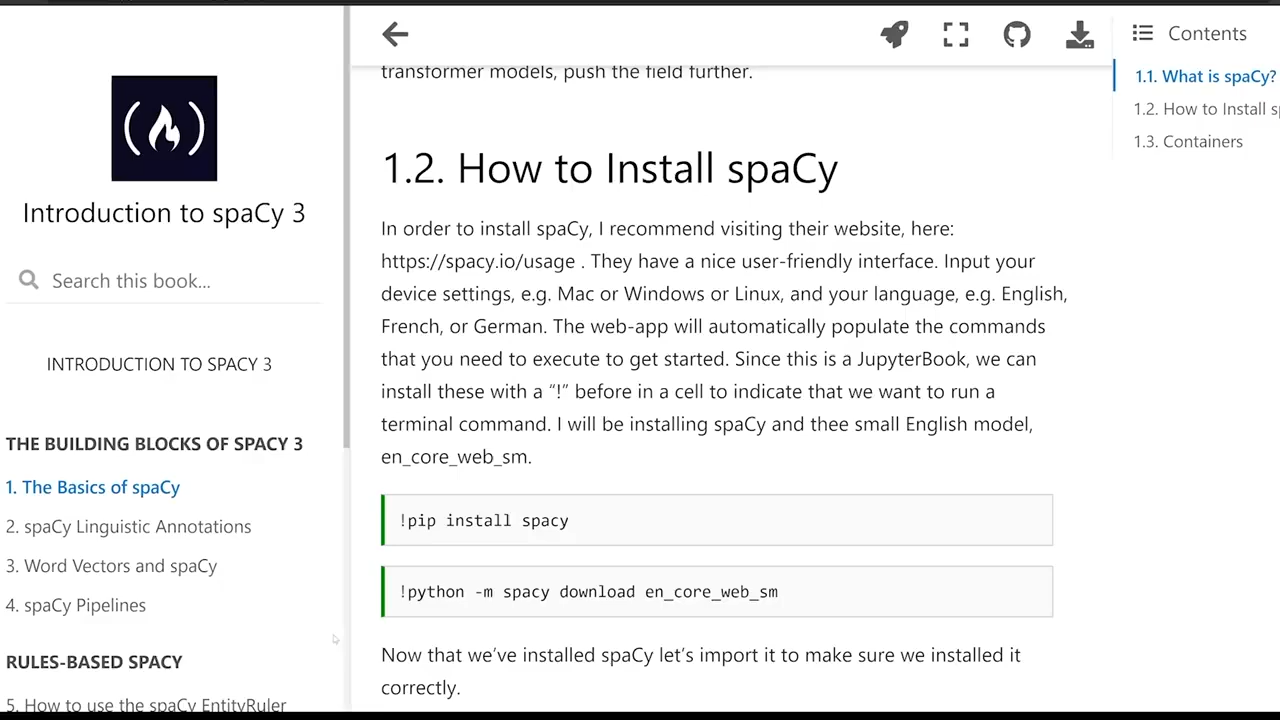 Introduction to spaCy 3
Search this book...
INTRODUCTION TO SPACY 3
THE BUILDING BLOCKS OF SPACY 3
1. The Basics of spaCy
2. spaCy Linguistic Annotations
3. Word Vectors and spaCy
4. spaCy Pipelines
RULES-BASED SPACY
5. How to use the spaCy EntityRuler
transformer models, push the field further.
1.2. How to Install spaCy
In order to install spaCy, I recommend visiting their website, here:
https://spacy.io/usage . They have a nice user-friendly interface. Input your
device settings, e.g. Mac or Windows or Linux, and your language, e.g. English,
French, or German. The web-app will automatically populate the commands
that you need to execute to get started. Since this is a JupyterBook, we can
install these with a “!” before in a cell to indicate that we want to run a
terminal command. I will be installing spaCy and thee small English model,
en_core_web_sm.
!pip install spacy
!python -m spacy download en_core_web_sm
Now that we’ve installed spaCy let’s import it to make sure we installed it
correctly.
Contents
1.1. What is spaCy?
1.2. How to Install s
1.3. Containers